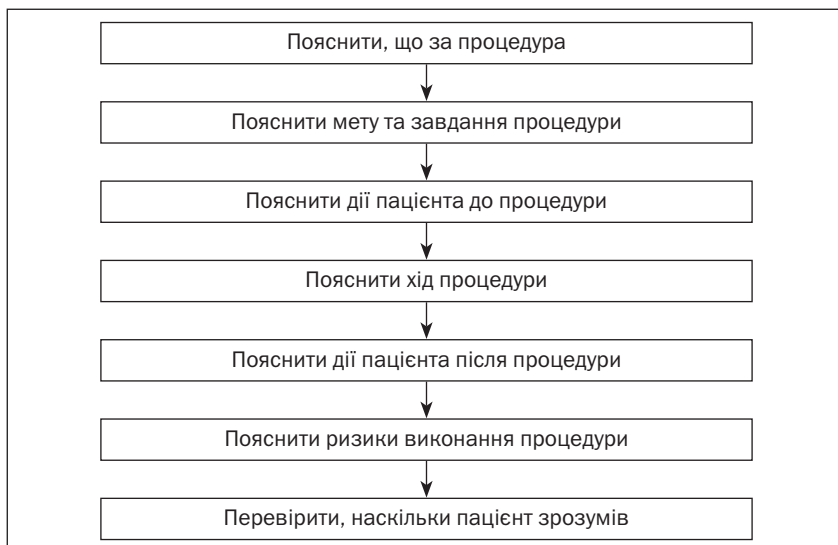 Пояснити, що за процедура
Пояснити мету та завдання процедури
Пояснити дії пацієнта до процедури
Пояснити хід процедури
Пояснити дії пацієнта після процедури
Пояснити ризики виконання процедури
Перевірити, наскільки пацієнт зрозумів